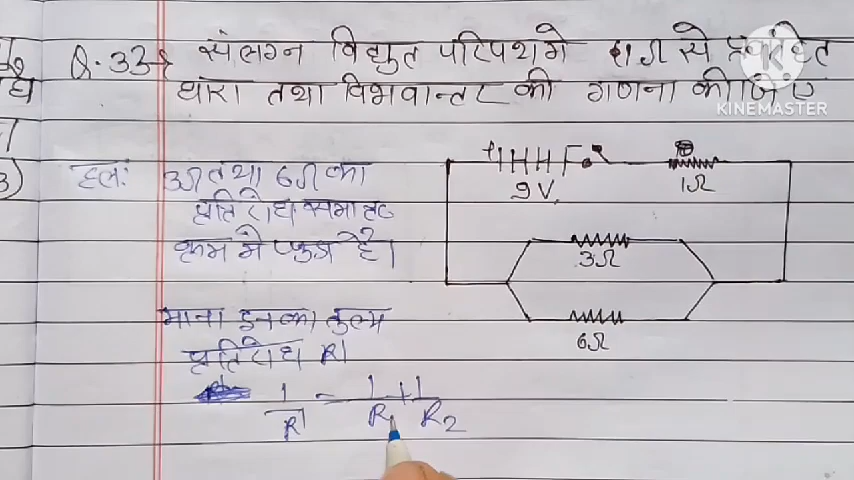 Q.33 संलग्न विद्युत परिपथ मे 1Ω से प्रवाहित
धारा तथा विभवान्तर की गणना कीजिए
KINEMASTER
हलः 3Ω तथा 6Ω का
प्रतिरोध समान्तर
क्रम मे जुड़े है।
माना इनका तुल्य
प्रतिरोध R'
1/R' = 1/R1 + 1/R2
9V.
1Ω
3Ω
6Ω